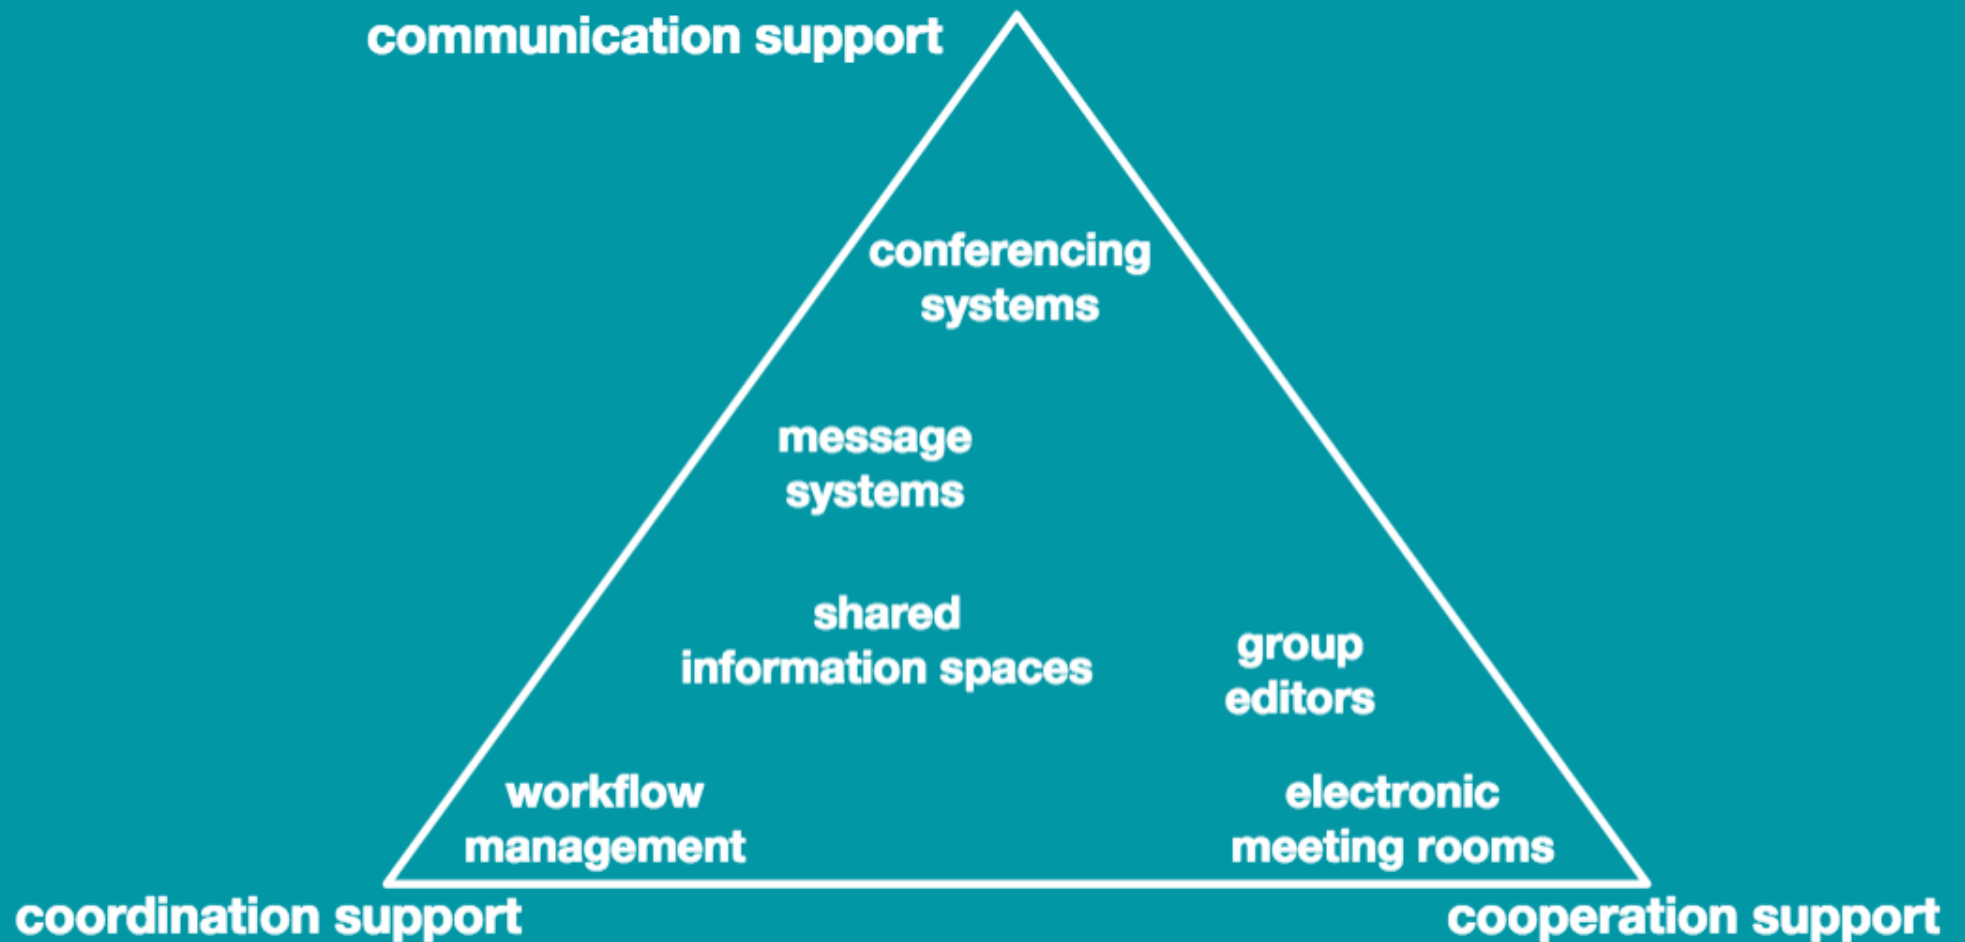 communication support
conferencing
systems
message
systems
shared
information spaces
group
editors
workflow
management
electronic
meeting rooms
coordination support
cooperation support